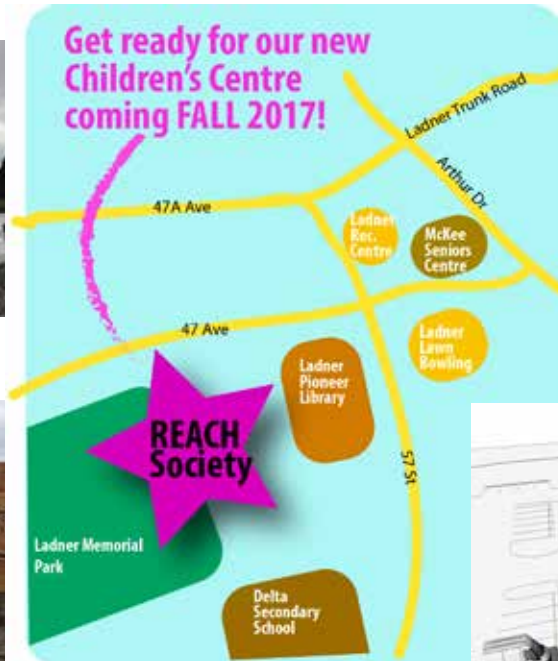 Get ready for our new
Children's Centre
coming FALL 2017!
Ladner Trunk Road
Arthur Dr
47A Ave
Ladner
Rec.
Centre
McKee
Seniors
Centre
47 Ave
Ladner
Lawn
Bowling
Ladner
Pioneer
Library
REACH
Society
57 St
Ladner Memorial
Park
Delta
Secondary
School